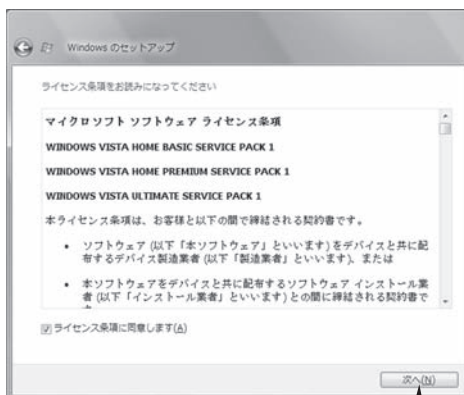 Windows のセットアップ
ライセンス条項をお読みになってください
マイクロソフト ソフトウェア ライセンス条項
WINDOWS VISTA HOME BASIC SERVICE PACK 1
WINDOWS VISTA HOME PREMIUM SERVICE PACK 1
WINDOWS VISTA ULTIMATE SERVICE PACK 1
本ライセンス条項は、お客様と以下の間で締結される契約書です。
• ソフトウェア (以下「本ソフトウェア」といいます) をデバイスと共に配
布するデバイス製造業者 (以下「製造業者」といいます)、または
• 本ソフトウェアをデバイスと共に配布するソフトウェア インストール業
者 (以下「インストール業者」といいます) との間に締結される契約書で
ライセンス条項に同意します(A)
次へ(N)